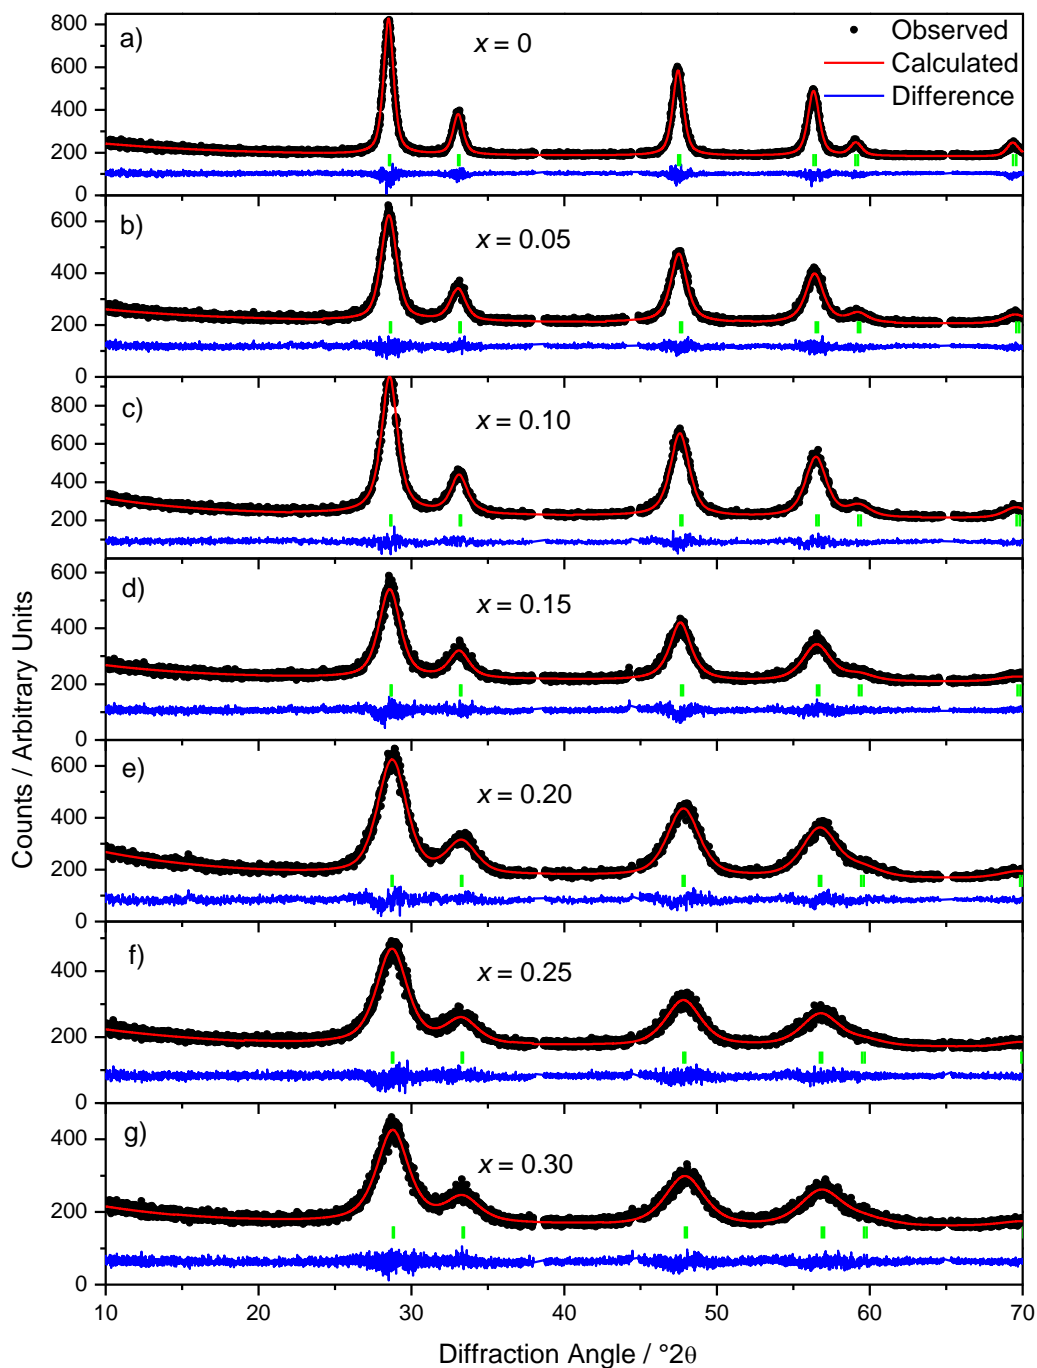 a)
x = 0
Observed
Calculated
Difference
800
600
400
200
0
b)
x = 0.05
600
400
200
0
c)
x = 0.10
800
600
400
200
d)
x = 0.15
600
400
200
0
e)
x = 0.20
600
400
200
0
f)
x = 0.25
400
200
0
g)
x = 0.30
400
200
0
Counts / Arbitrary Units
10
20
30
40
50
60
70
Diffraction Angle / °2θ